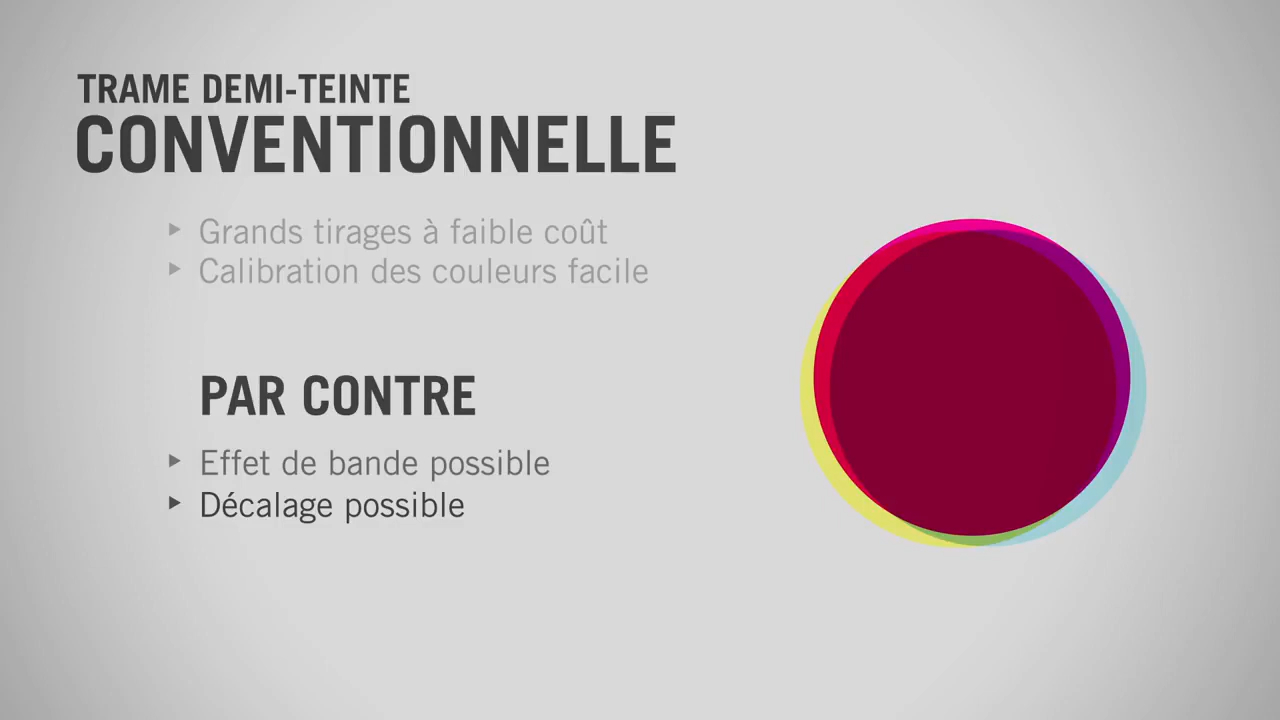 TRAME DEMI-TEINTE
CONVENTIONNELLE
Grands tirages à faible coût
Calibration des couleurs facile
PAR CONTRE
Effet de bande possible
Décalage possible